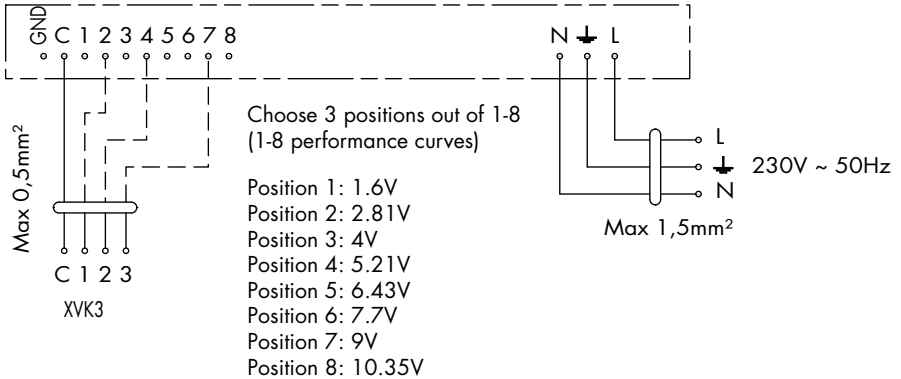 GND C 1 2 3 4 5 6 7 8
N ⏚ L
Choose 3 positions out of 1-8
(1-8 performance curves)
Position 1: 1.6V
Position 2: 2.81V
Position 3: 4V
Position 4: 5.21V
Position 5: 6.43V
Position 6: 7.7V
Position 7: 9V
Position 8: 10.35V
Max 0,5mm²
C 1 2 3
XVK3
L
⏚ 230V ~ 50Hz
N
Max 1,5mm²